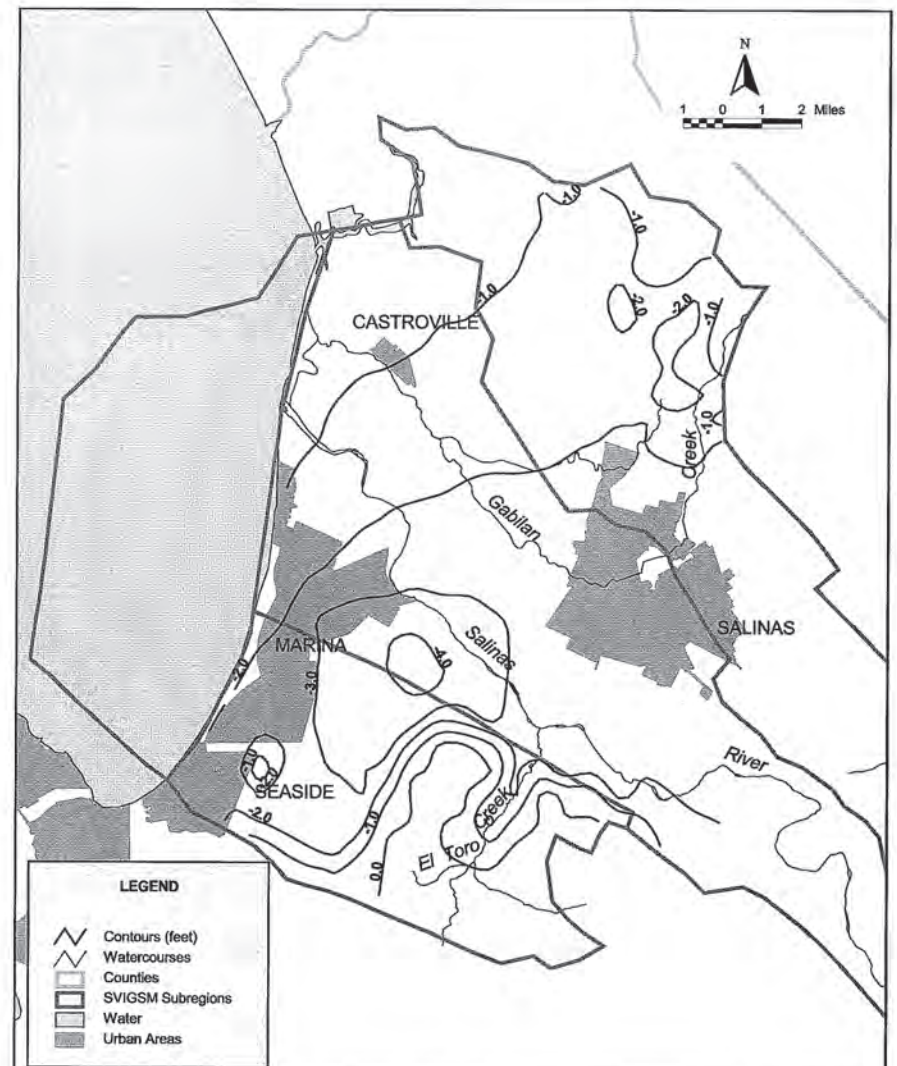 N
1 0 1 2 Miles
-1.0
-1.0
-1.0
-2.0
-2.0
-1.0
CASTROVILLE
-1.0
Creek
Gabilan
SALINAS
MARINA
Salinas
-4.0
-3.0
-2.0
River
-1.0
SEASIDE
-2.0
-1.0
Creek
El Toro
0.0
LEGEND
Contours (feet)
Watercourses
Counties
SVIGSM Subregions
Water
Urban Areas